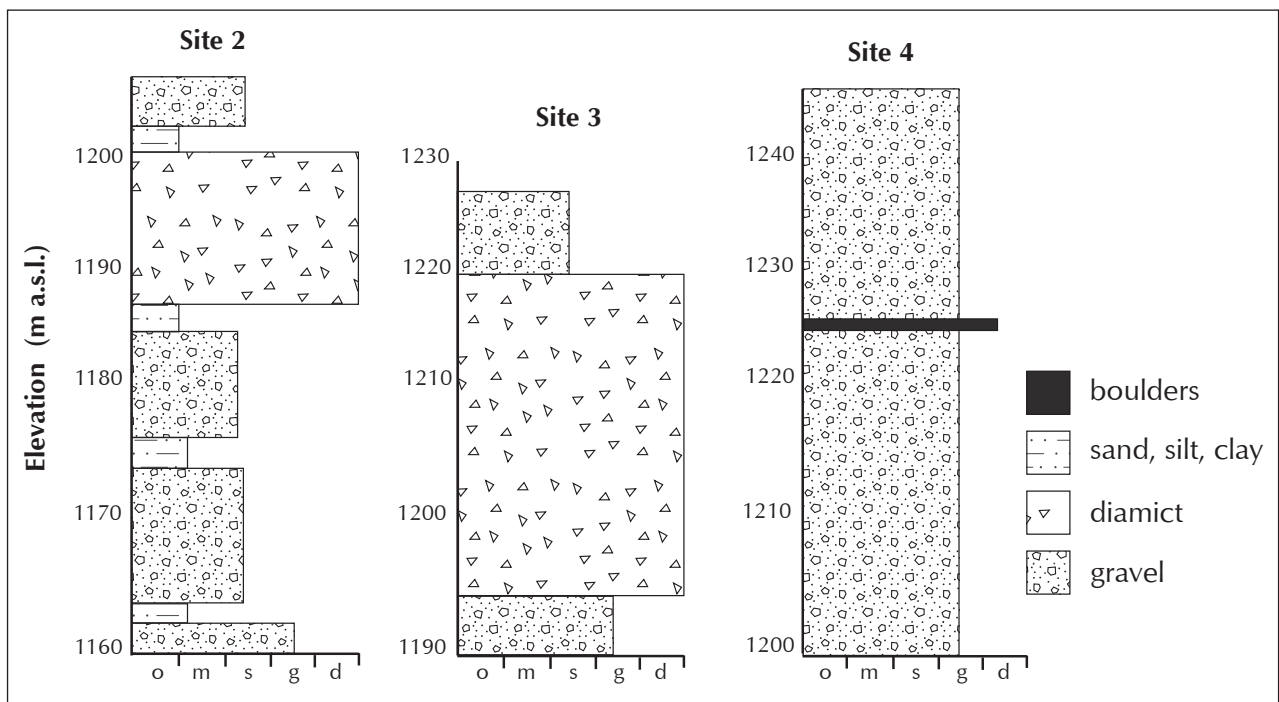 Site 2
Site 3
Site 4
Elevation (m a.s.l.)
1200
1190
1180
1170
1160
o m s g d
1230
1220
1210
1200
1190
o m s g d
1240
1230
1220
1210
1200
o m s g d
boulders
sand, silt, clay
diamict
gravel